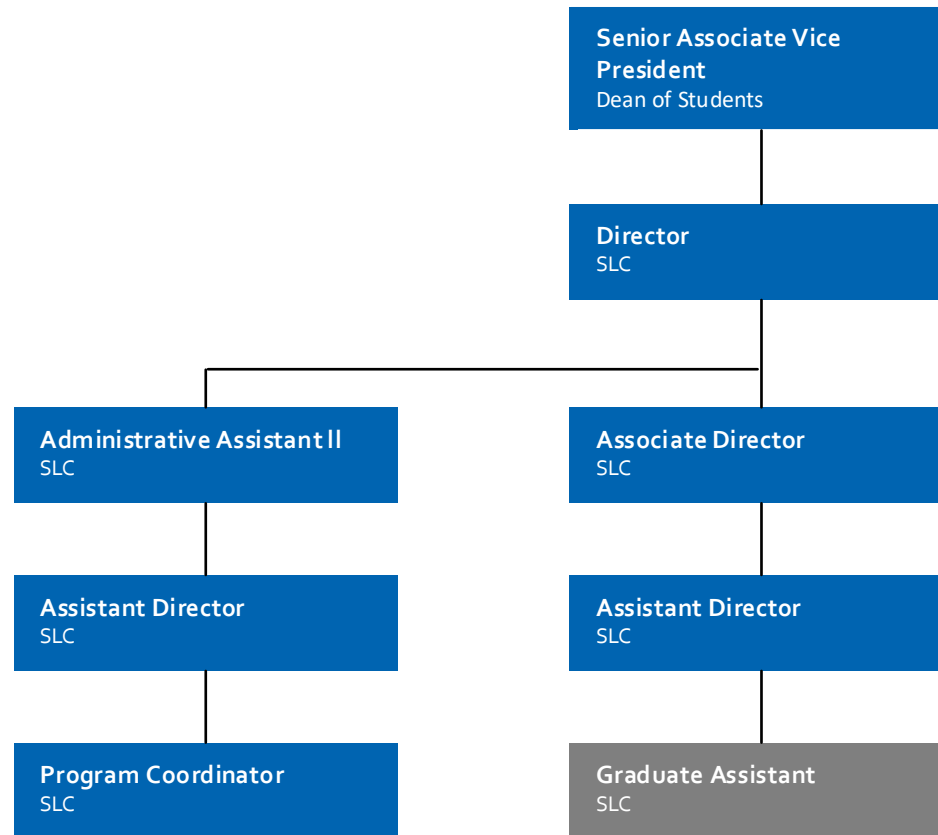 Senior Associate Vice
President
Dean of Students
Director
SLC
Administrative Assistant II
SLC
Associate Director
SLC
Assistant Director
SLC
Assistant Director
SLC
Program Coordinator
SLC
Graduate Assistant
SLC